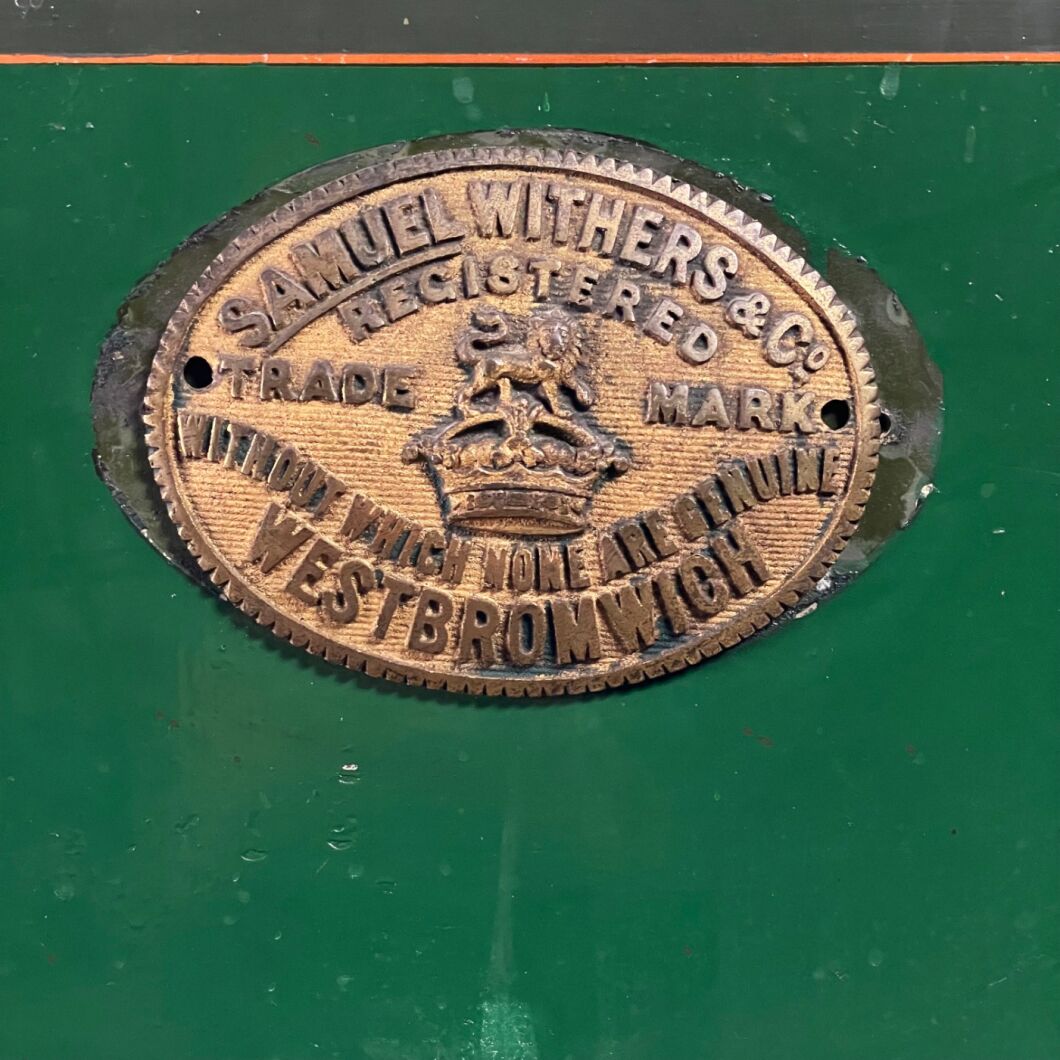 SAMUEL WITHERS & Co
REGISTERED
TRADE MARK
WITHOUT WHICH NONE ARE GENUINE
WESTBROMWICH